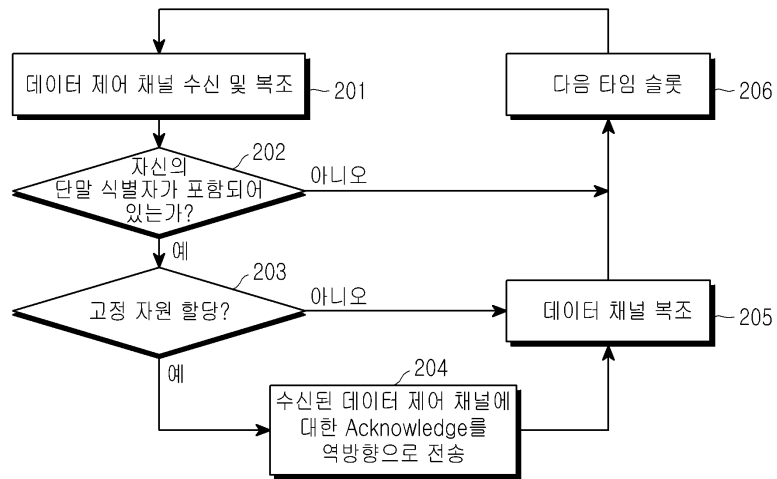 데이터 제어 채널 수신 및 복조
201
다음 타임 슬롯
206
202
자신의
단말 식별자가 포함되어
있는가?
아니오
예
203
고정 자원 할당?
아니오
데이터 채널 복조
205
예
204
수신된 데이터 제어 채널에
대한 Acknowledge를
역방향으로 전송